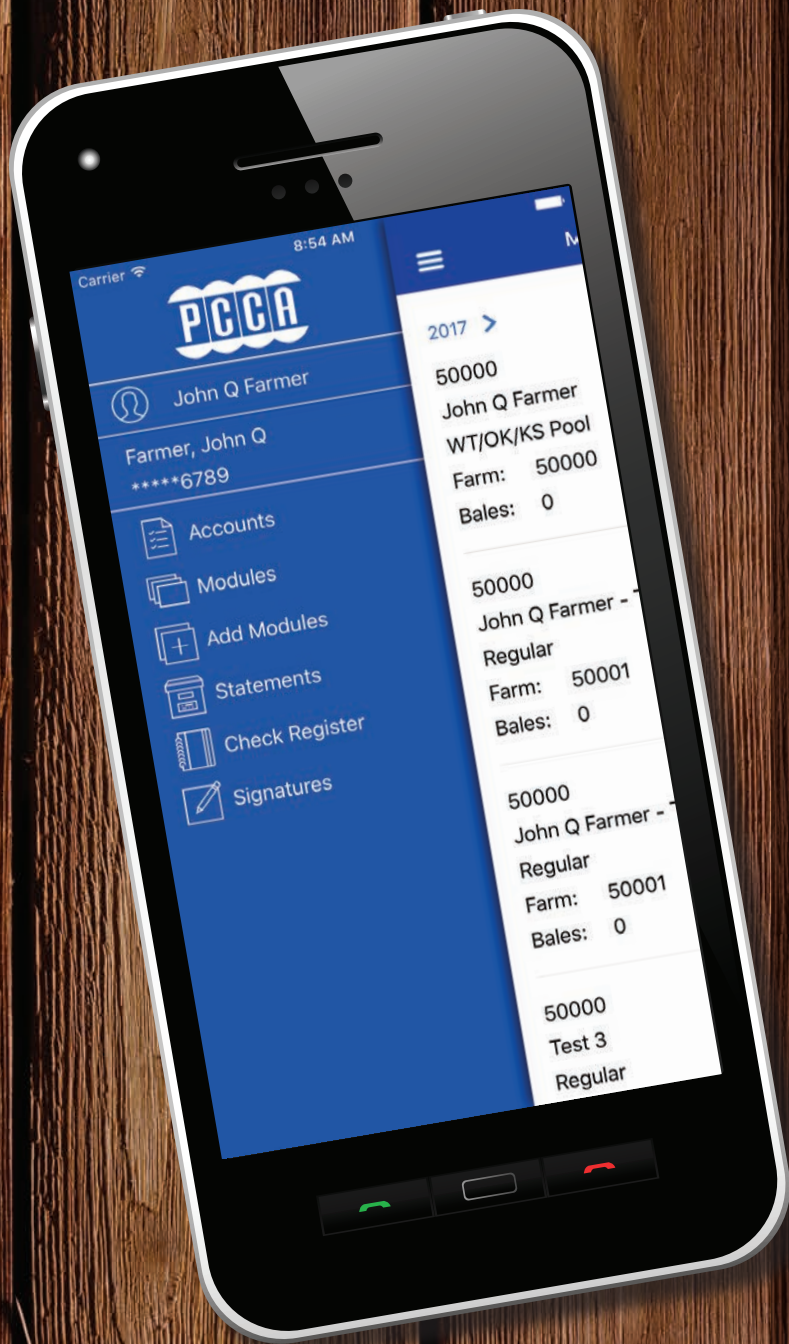 Carrier
8:54 AM
PCCA
John Q Farmer
Farmer, John Q
*****6789
Accounts
Modules
Add Modules
Statements
Check Register
Signatures
2017
50000
John Q Farmer
WT/OK/KS Pool
Farm: 50000
Bales: 0
50000
John Q Farmer -
Regular
Farm: 50001
Bales: 0
50000
John Q Farmer -
Regular
Farm: 50001
Bales: 0
50000
Test 3
Regular